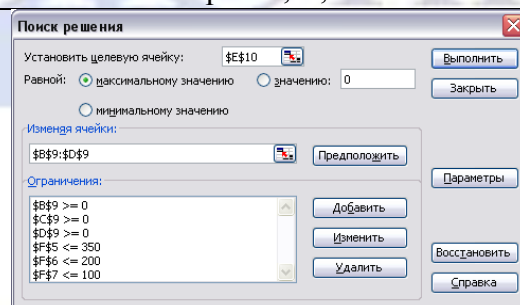 Поиск решения
Установить целевую ячейку: $E$10 Выполнить
Равной: максимальному значению значению: 0 Закрыть
минимальному значению
Изменяя ячейки:
$B$9:$D$9 Предположить
Ограничения: Параметры
$B$9 >= 0 Добавить
$C$9 >= 0
$D$9 >= 0 Изменить
$F$5 <= 350
$F$6 <= 200 Удалить Восстановить
$F$7 <= 100 Справка